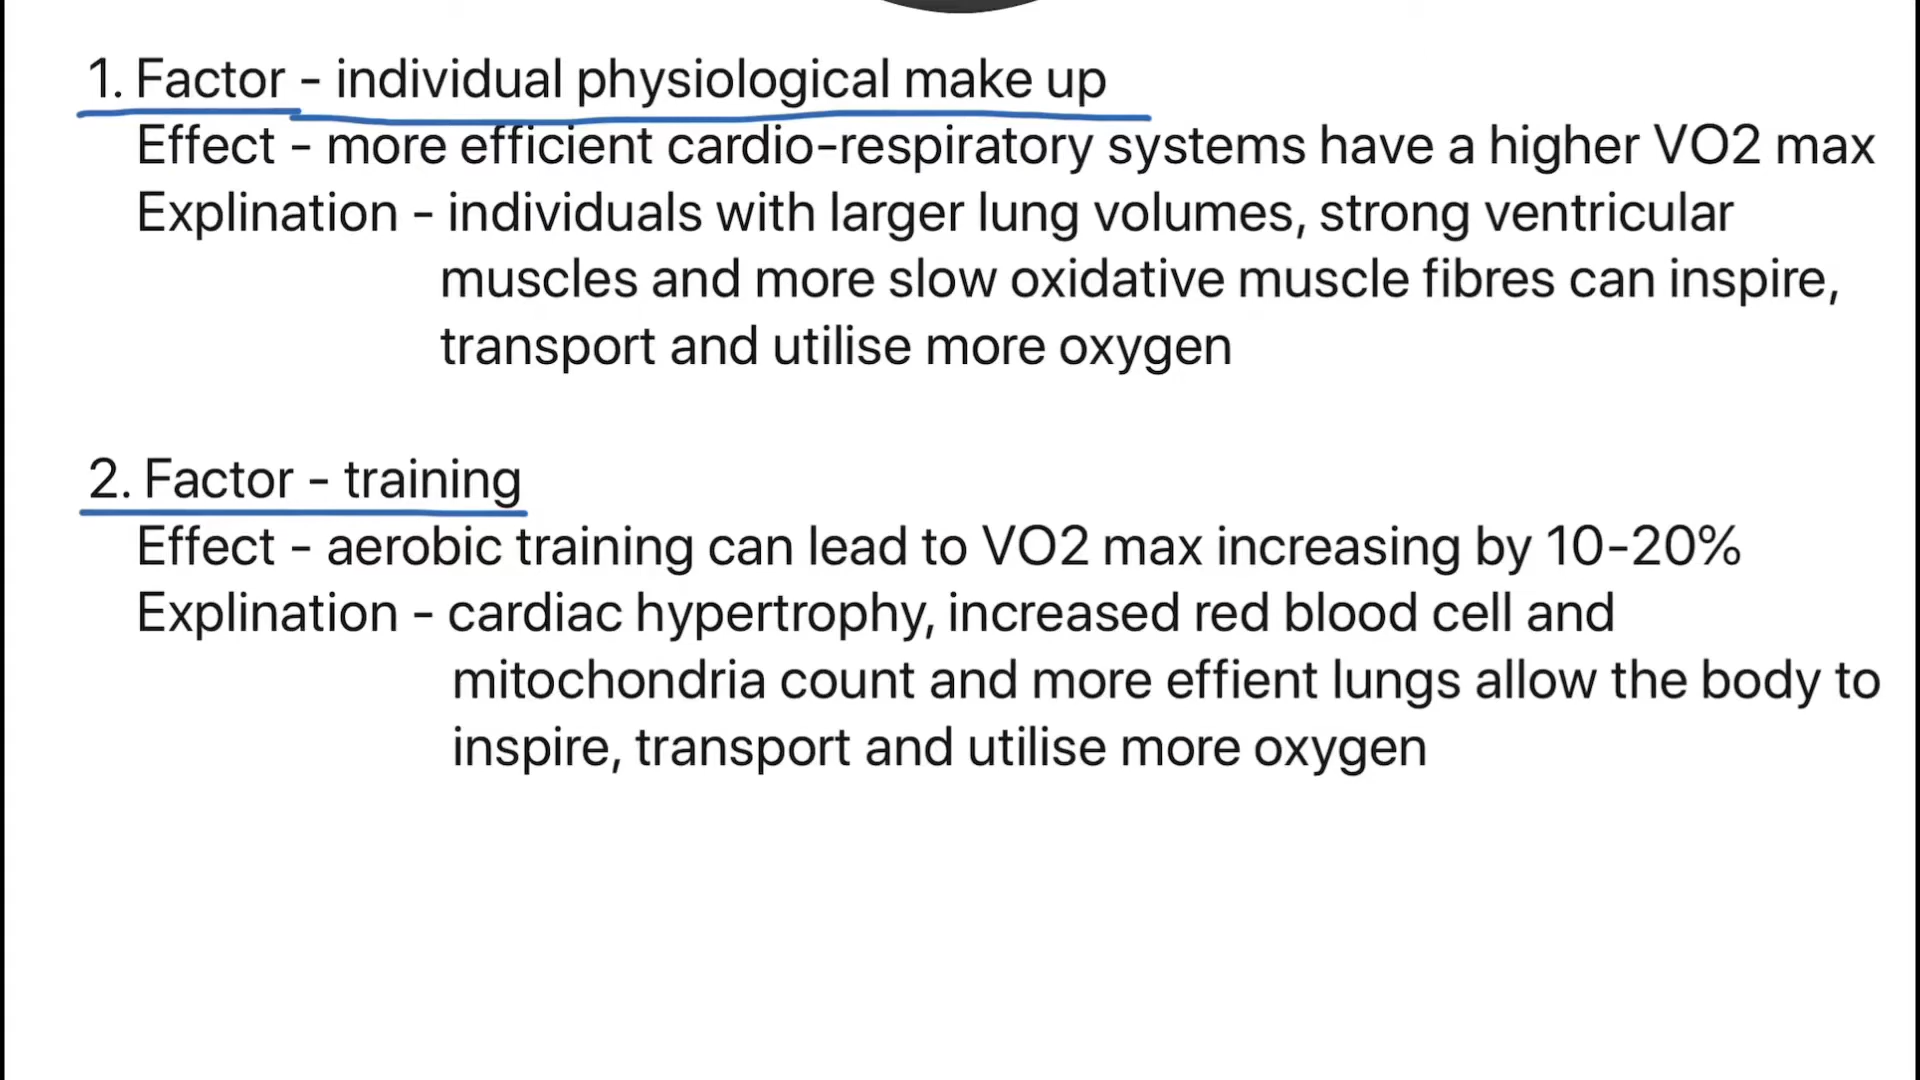 1. Factor - individual physiological make up
Effect - more efficient cardio-respiratory systems have a higher VO2 max
Explination - individuals with larger lung volumes, strong ventricular
muscles and more slow oxidative muscle fibres can inspire,
transport and utilise more oxygen
2. Factor - training
Effect - aerobic training can lead to VO2 max increasing by 10-20%
Explination - cardiac hypertrophy, increased red blood cell and
mitochondria count and more effient lungs allow the body to
inspire, transport and utilise more oxygen